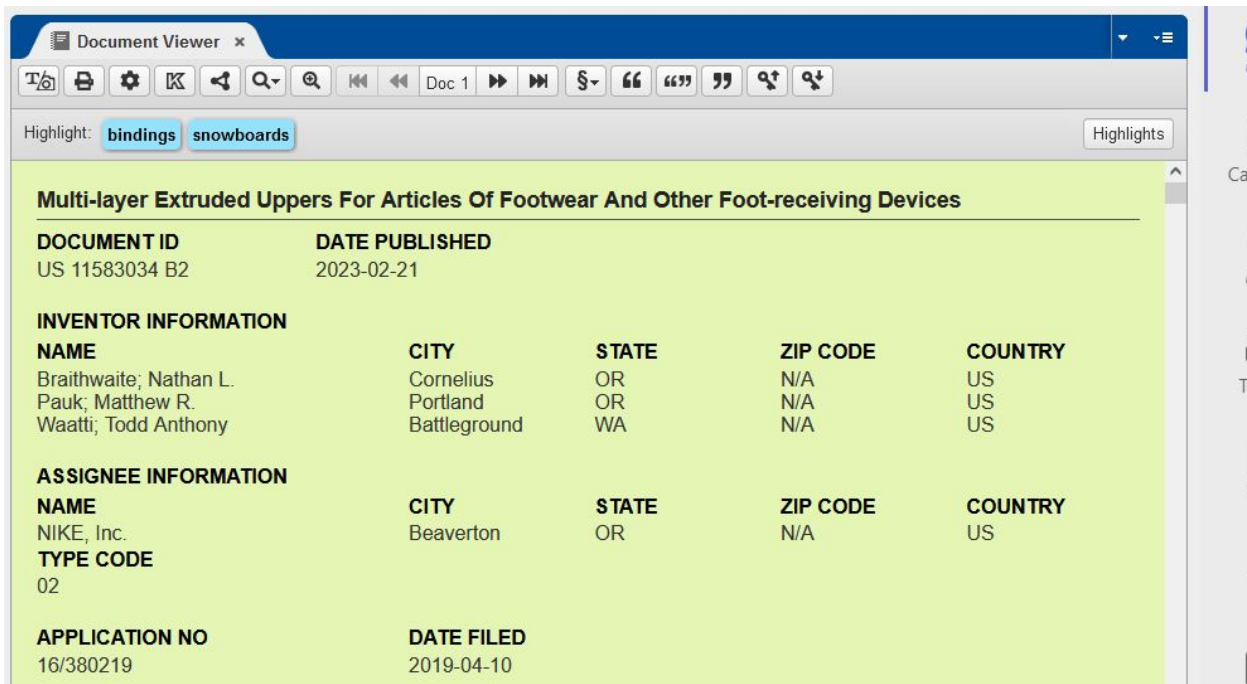 Document Viewer ×
Doc 1 §
Highlight: bindings snowboards Highlights
Ca
Multi-layer Extruded Uppers For Articles Of Footwear And Other Foot-receiving Devices
DOCUMENT ID DATE PUBLISHED
US 11583034 B2 2023-02-21
INVENTOR INFORMATION
NAME CITY STATE ZIP CODE COUNTRY
Braithwaite; Nathan L. Cornelius OR N/A US
Pauk; Matthew R. Portland OR N/A US
Waatti; Todd Anthony Battleground WA N/A US
ASSIGNEE INFORMATION
NAME CITY STATE ZIP CODE COUNTRY
NIKE, Inc. Beaverton OR N/A US
TYPE CODE
02
APPLICATION NO DATE FILED
16/380219 2019-04-10